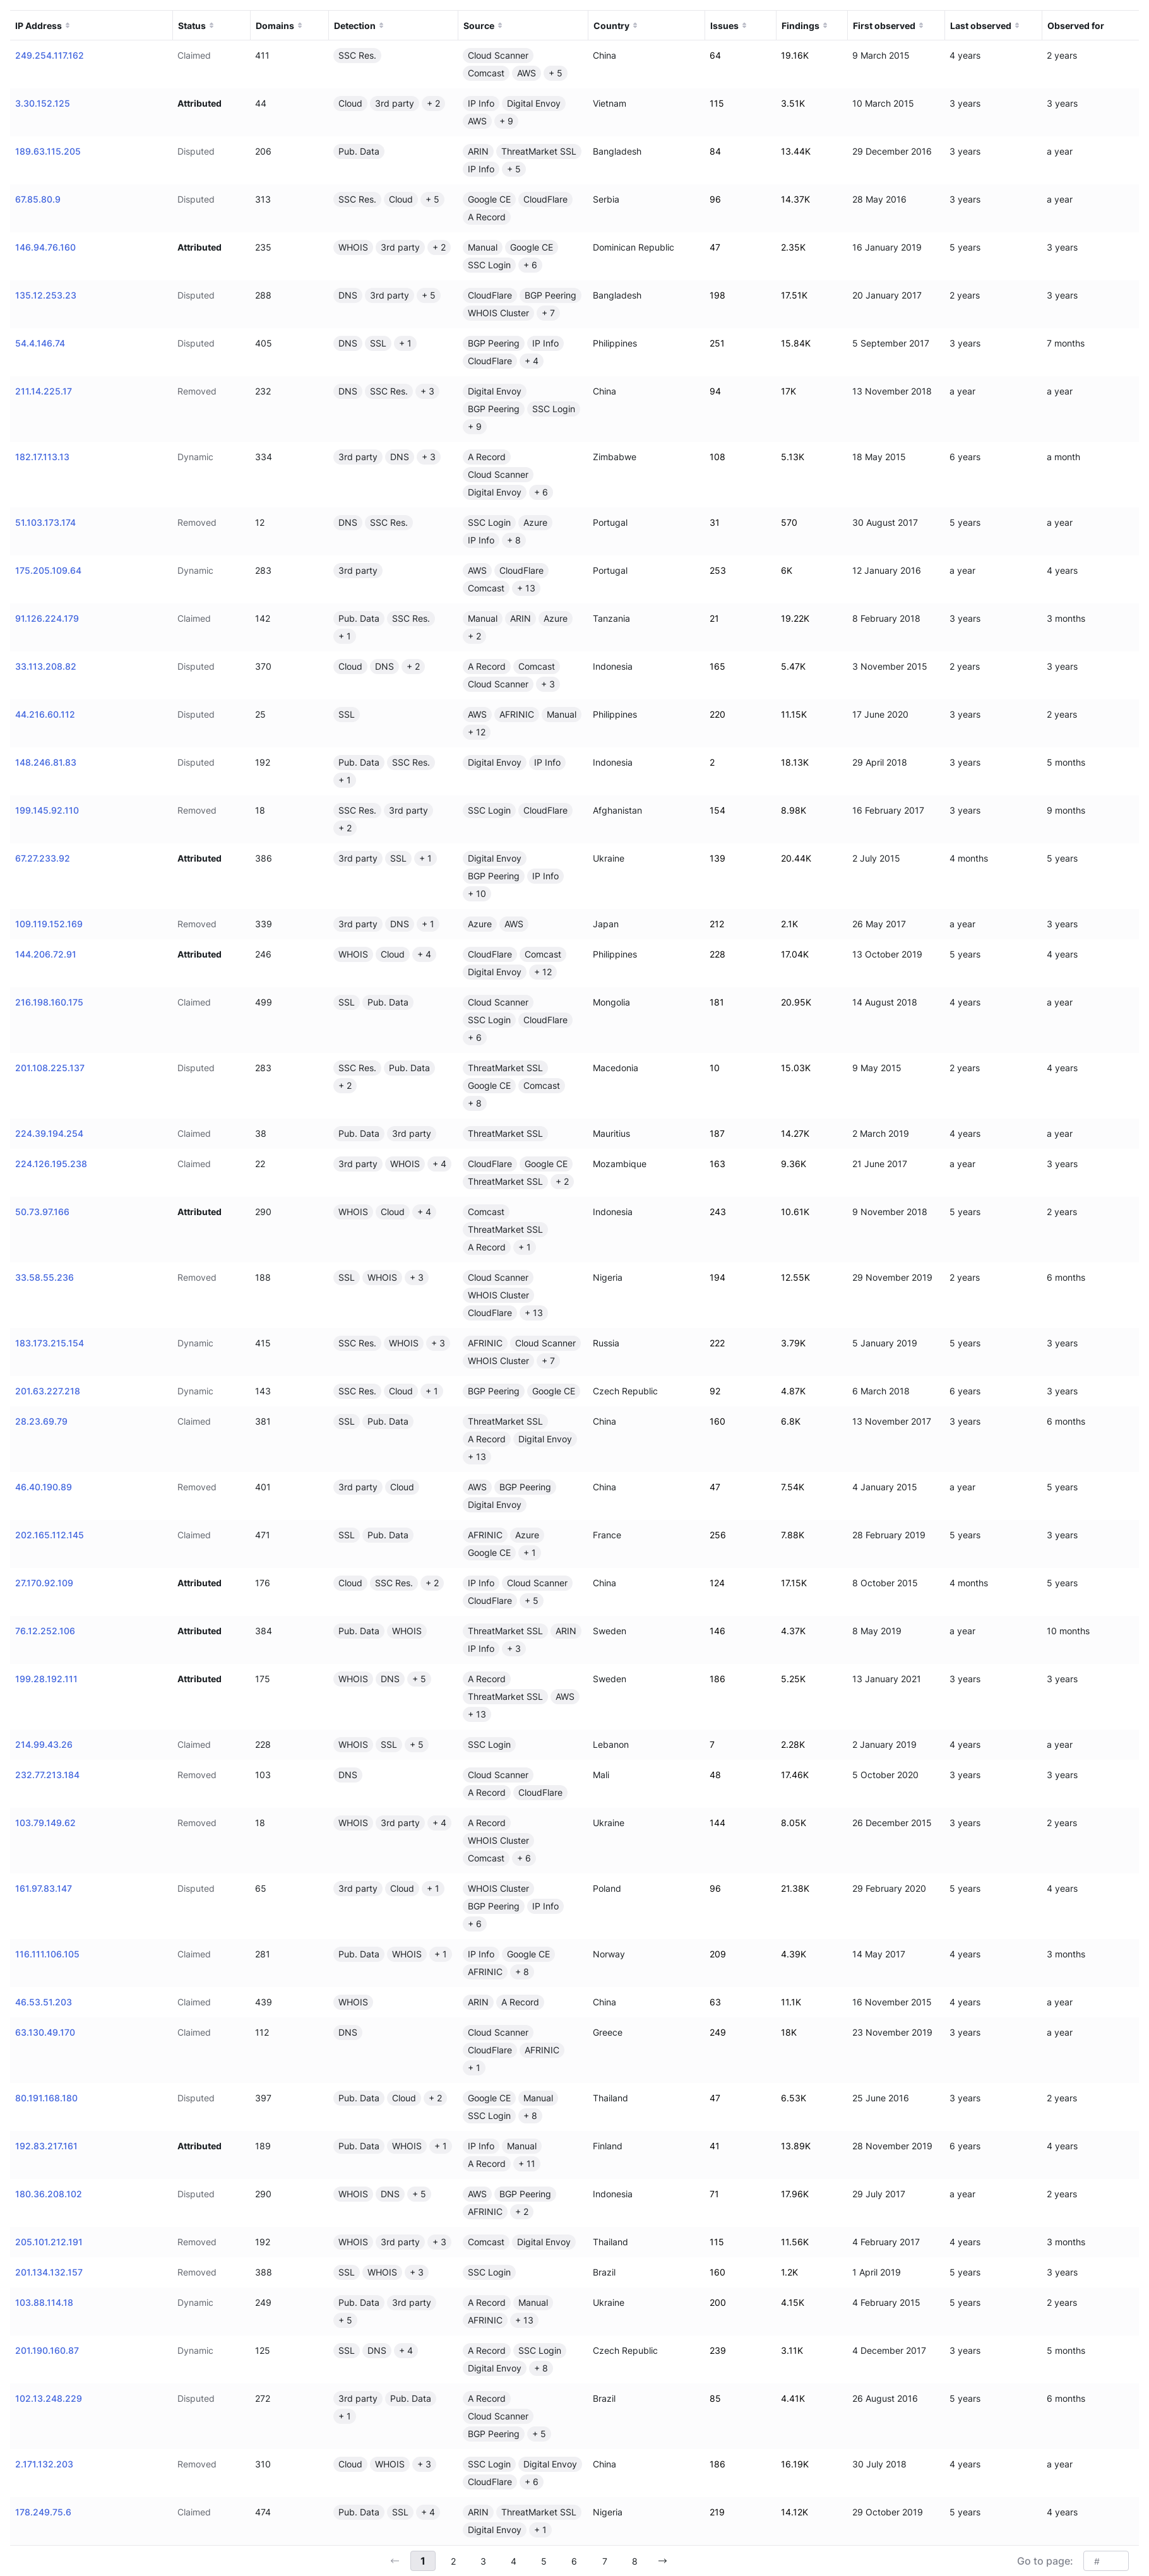 IP Address Status Domains Detection Source Country Issues Findings First observed Last observed Observed for
249.254.117.162 Claimed 411 SSC Res. Cloud Scanner China 64 19.16K 9 March 2015 4 years 2 years
Comcast AWS + 5
3.30.152.125 Attributed 44 Cloud 3rd party + 2 IP Info Digital Envoy Vietnam 115 3.51K 10 March 2015 3 years 3 years
AWS + 9
189.63.115.205 Disputed 206 Pub. Data ARIN ThreatMarket SSL Bangladesh 84 13.44K 29 December 2016 3 years a year
IP Info + 5
67.85.80.9 Disputed 313 SSC Res. Cloud + 5 Google CE CloudFlare Serbia 96 14.37K 28 May 2016 3 years a year
A Record
146.94.76.160 Attributed 235 WHOIS 3rd party + 2 Manual Google CE Dominican Republic 47 2.35K 16 January 2019 5 years 3 years
SSC Login + 6
135.12.253.23 Disputed 288 DNS 3rd party + 5 CloudFlare BGP Peering Bangladesh 198 17.51K 20 January 2017 2 years 3 years
WHOIS Cluster + 7
54.4.146.74 Disputed 405 DNS SSL + 1 BGP Peering IP Info Philippines 251 15.84K 5 September 2017 3 years 7 months
CloudFlare + 4
211.14.225.17 Removed 232 DNS SSC Res. + 3 Digital Envoy China 94 17K 13 November 2018 a year a year
BGP Peering SSC Login
+ 9
182.17.113.13 Dynamic 334 3rd party DNS + 3 A Record Zimbabwe 108 5.13K 18 May 2015 6 years a month
Cloud Scanner
Digital Envoy + 6
51.103.173.174 Removed 12 DNS SSC Res. SSC Login Azure Portugal 31 570 30 August 2017 5 years a year
IP Info + 8
175.205.109.64 Dynamic 283 3rd party AWS CloudFlare Portugal 253 6K 12 January 2016 a year 4 years
Comcast + 13
91.126.224.179 Claimed 142 Pub. Data SSC Res. Manual ARIN Azure Tanzania 21 19.22K 8 February 2018 3 years 3 months
+ 1 + 2
33.113.208.82 Disputed 370 Cloud DNS + 2 A Record Comcast Indonesia 165 5.47K 3 November 2015 2 years 3 years
Cloud Scanner + 3
44.216.60.112 Disputed 25 SSL AWS AFRINIC Manual Philippines 220 11.15K 17 June 2020 3 years 2 years
+ 12
148.246.81.83 Disputed 192 Pub. Data SSC Res. Digital Envoy IP Info Indonesia 2 18.13K 29 April 2018 3 years 5 months
+ 1
199.145.92.110 Removed 18 SSC Res. 3rd party SSC Login CloudFlare Afghanistan 154 8.98K 16 February 2017 3 years 9 months
+ 2
67.27.233.92 Attributed 386 3rd party SSL + 1 Digital Envoy Ukraine 139 20.44K 2 July 2015 4 months 5 years
BGP Peering IP Info
+ 10
109.119.152.169 Removed 339 3rd party DNS + 1 Azure AWS Japan 212 2.1K 26 May 2017 a year 3 years
144.206.72.91 Attributed 246 WHOIS Cloud + 4 CloudFlare Comcast Philippines 228 17.04K 13 October 2019 5 years 4 years
Digital Envoy + 12
216.198.160.175 Claimed 499 SSL Pub. Data Cloud Scanner Mongolia 181 20.95K 14 August 2018 4 years a year
SSC Login CloudFlare
+ 6
201.108.225.137 Disputed 283 SSC Res. Pub. Data ThreatMarket SSL Macedonia 10 15.03K 9 May 2015 2 years 4 years
+ 2 Google CE Comcast
+ 8
224.39.194.254 Claimed 38 Pub. Data 3rd party ThreatMarket SSL Mauritius 187 14.27K 2 March 2019 4 years a year
224.126.195.238 Claimed 22 3rd party WHOIS + 4 CloudFlare Google CE Mozambique 163 9.36K 21 June 2017 a year 3 years
ThreatMarket SSL + 2
50.73.97.166 Attributed 290 WHOIS Cloud + 4 Comcast Indonesia 243 10.61K 9 November 2018 5 years 2 years
ThreatMarket SSL
A Record + 1
33.58.55.236 Removed 188 SSL WHOIS + 3 Cloud Scanner Nigeria 194 12.55K 29 November 2019 2 years 6 months
WHOIS Cluster
CloudFlare + 13
183.173.215.154 Dynamic 415 SSC Res. WHOIS + 3 AFRINIC Cloud Scanner Russia 222 3.79K 5 January 2019 5 years 3 years
WHOIS Cluster + 7
201.63.227.218 Dynamic 143 SSC Res. Cloud + 1 BGP Peering Google CE Czech Republic 92 4.87K 6 March 2018 6 years 3 years
28.23.69.79 Claimed 381 SSL Pub. Data ThreatMarket SSL China 160 6.8K 13 November 2017 3 years 6 months
A Record Digital Envoy
+ 13
46.40.190.89 Removed 401 3rd party Cloud AWS BGP Peering China 47 7.54K 4 January 2015 a year 5 years
Digital Envoy
202.165.112.145 Claimed 471 SSL Pub. Data AFRINIC Azure France 256 7.88K 28 February 2019 5 years 3 years
Google CE + 1
27.170.92.109 Attributed 176 Cloud SSC Res. + 2 IP Info Cloud Scanner China 124 17.15K 8 October 2015 4 months 5 years
CloudFlare + 5
76.12.252.106 Attributed 384 Pub. Data WHOIS ThreatMarket SSL ARIN Sweden 146 4.37K 8 May 2019 a year 10 months
IP Info + 3
199.28.192.111 Attributed 175 WHOIS DNS + 5 A Record Sweden 186 5.25K 13 January 2021 3 years 3 years
ThreatMarket SSL AWS
+ 13
214.99.43.26 Claimed 228 WHOIS SSL + 5 SSC Login Lebanon 7 2.28K 2 January 2019 4 years a year
232.77.213.184 Removed 103 DNS Cloud Scanner Mali 48 17.46K 5 October 2020 3 years 3 years
A Record CloudFlare
103.79.149.62 Removed 18 WHOIS 3rd party + 4 A Record Ukraine 144 8.05K 26 December 2015 3 years 2 years
WHOIS Cluster
Comcast + 6
161.97.83.147 Disputed 65 3rd party Cloud + 1 WHOIS Cluster Poland 96 21.38K 29 February 2020 5 years 4 years
BGP Peering IP Info
+ 6
116.111.106.105 Claimed 281 Pub. Data WHOIS + 1 IP Info Google CE Norway 209 4.39K 14 May 2017 4 years 3 months
AFRINIC + 8
46.53.51.203 Claimed 439 WHOIS ARIN A Record China 63 11.1K 16 November 2015 4 years a year
63.130.49.170 Claimed 112 DNS Cloud Scanner Greece 249 18K 23 November 2019 3 years a year
CloudFlare AFRINIC
+ 1
80.191.168.180 Disputed 397 Pub. Data Cloud + 2 Google CE Manual Thailand 47 6.53K 25 June 2016 3 years 2 years
SSC Login + 8
192.83.217.161 Attributed 189 Pub. Data WHOIS + 1 IP Info Manual Finland 41 13.89K 28 November 2019 6 years 4 years
A Record + 11
180.36.208.102 Disputed 290 WHOIS DNS + 5 AWS BGP Peering Indonesia 71 17.96K 29 July 2017 a year 2 years
AFRINIC + 2
205.101.212.191 Removed 192 WHOIS 3rd party + 3 Comcast Digital Envoy Thailand 115 11.56K 4 February 2017 4 years 3 months
201.134.132.157 Removed 388 SSL WHOIS + 3 SSC Login Brazil 160 1.2K 1 April 2019 5 years 3 years
103.88.114.18 Dynamic 249 Pub. Data 3rd party A Record Manual Ukraine 200 4.15K 4 February 2015 5 years 2 years
+ 5 AFRINIC + 13
201.190.160.87 Dynamic 125 SSL DNS + 4 A Record SSC Login Czech Republic 239 3.11K 4 December 2017 3 years 5 months
Digital Envoy + 8
102.13.248.229 Disputed 272 3rd party Pub. Data A Record Brazil 85 4.41K 26 August 2016 5 years 6 months
+ 1 Cloud Scanner
BGP Peering + 5
2.171.132.203 Removed 310 Cloud WHOIS + 3 SSC Login Digital Envoy China 186 16.19K 30 July 2018 4 years a year
CloudFlare + 6
178.249.75.6 Claimed 474 Pub. Data SSL + 4 ARIN ThreatMarket SSL Nigeria 219 14.12K 29 October 2019 5 years 4 years
Digital Envoy + 1
← 1 2 3 4 5 6 7 8 → Go to page: #